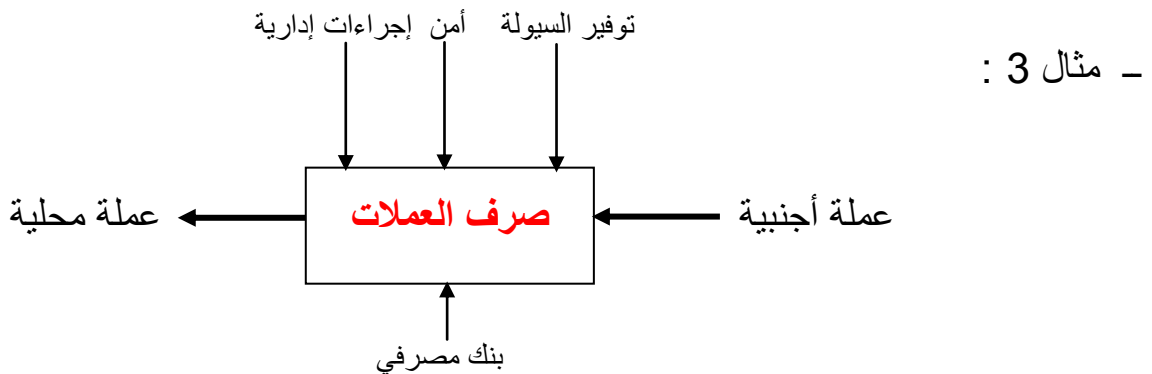 توفير السيولة أمن إجراءات إدارية
– مثال 3 :
عملة أجنبية
صرف العملات
عملة محلية
بنك مصرفي